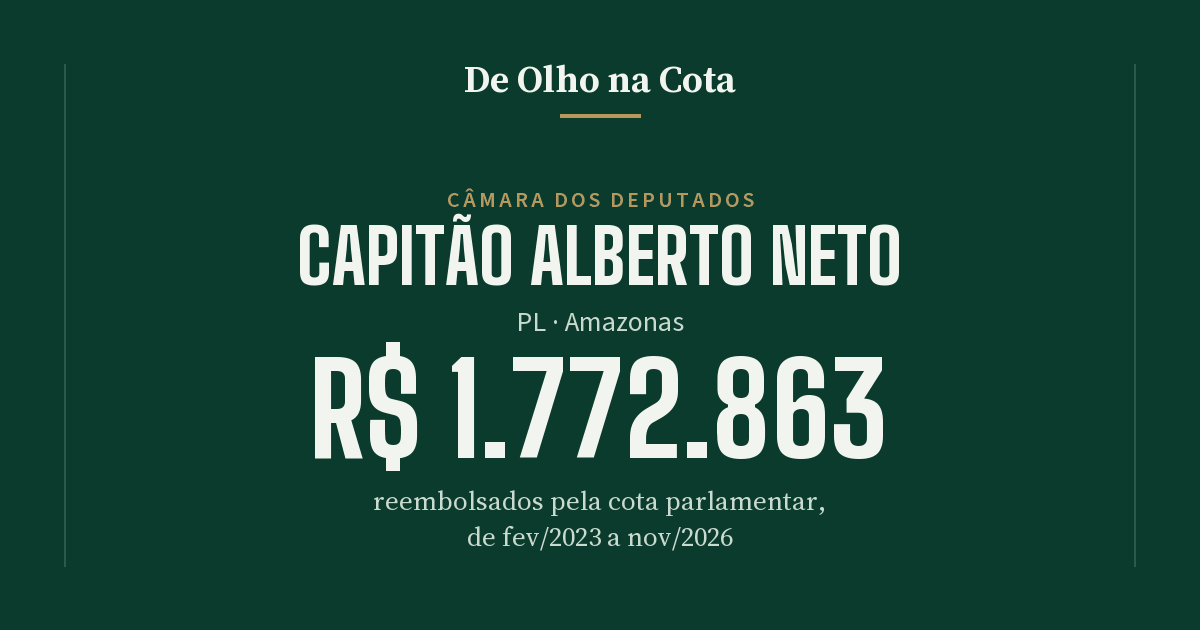 De Olho na Cota
CÂMARA DOS DEPUTADOS
CAPITÃO ALBERTO NETO
PL · Amazonas
R$ 1.772.863
reembolsados pela cota parlamentar,
de fev/2023 a nov/2026